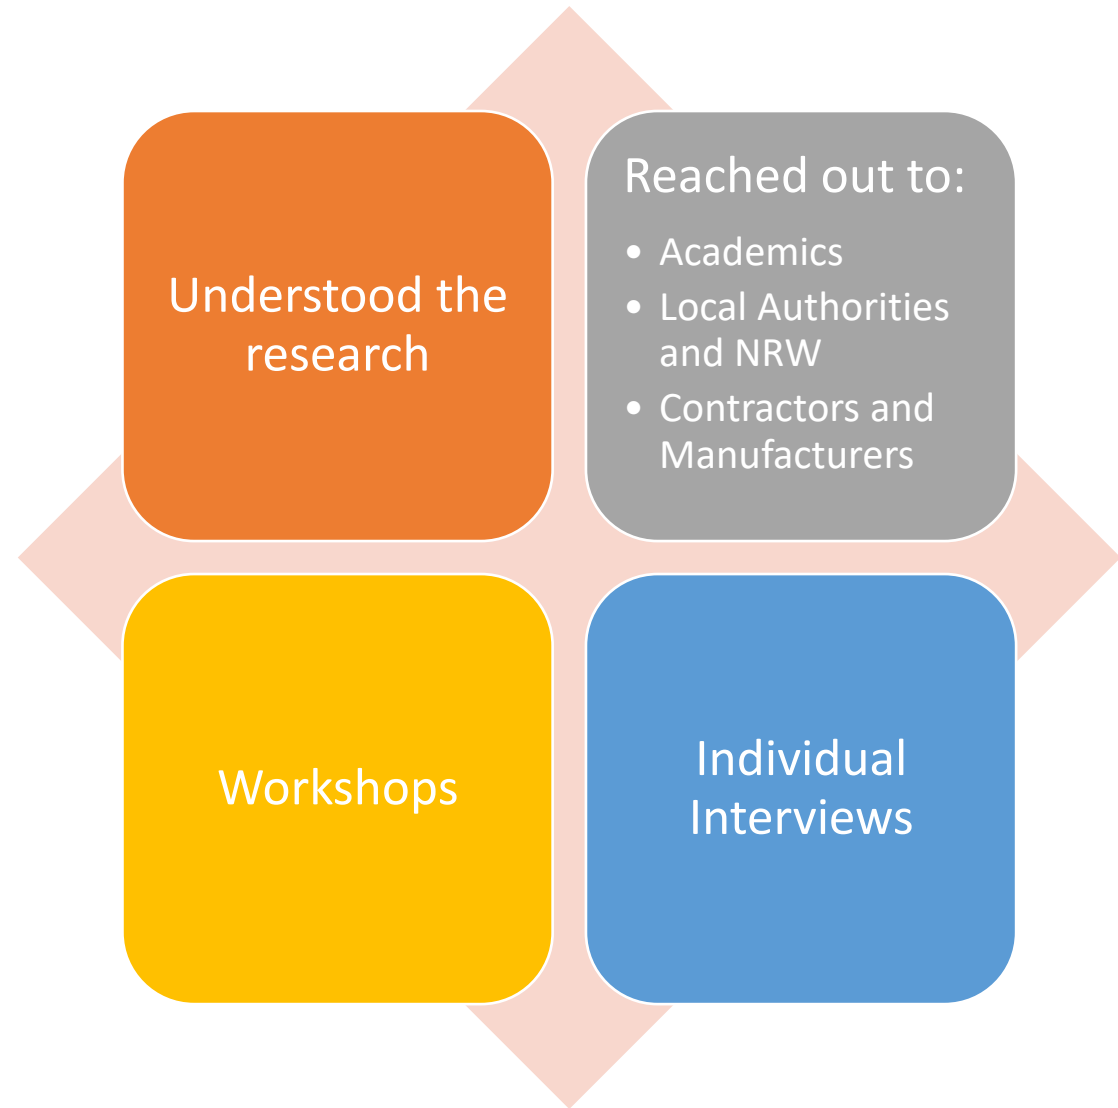 Understood the
research
Reached out to:
• Academics
• Local Authorities
and NRW
• Contractors and
Manufacturers
Workshops
Individual
Interviews